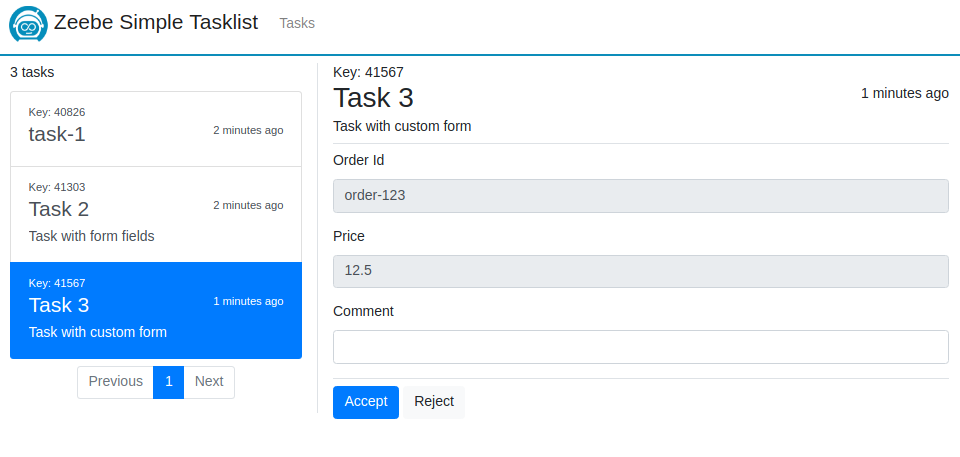 Zeebe Simple Tasklist Tasks
3 tasks
Key: 40826
task-1
2 minutes ago
Key: 41303
Task 2
2 minutes ago
Task with form fields
Key: 41567
Task 3
1 minutes ago
Task with custom form
Previous 1 Next
Key: 41567
Task 3
1 minutes ago
Task with custom form
Order Id
order-123
Price
12.5
Comment
Accept Reject